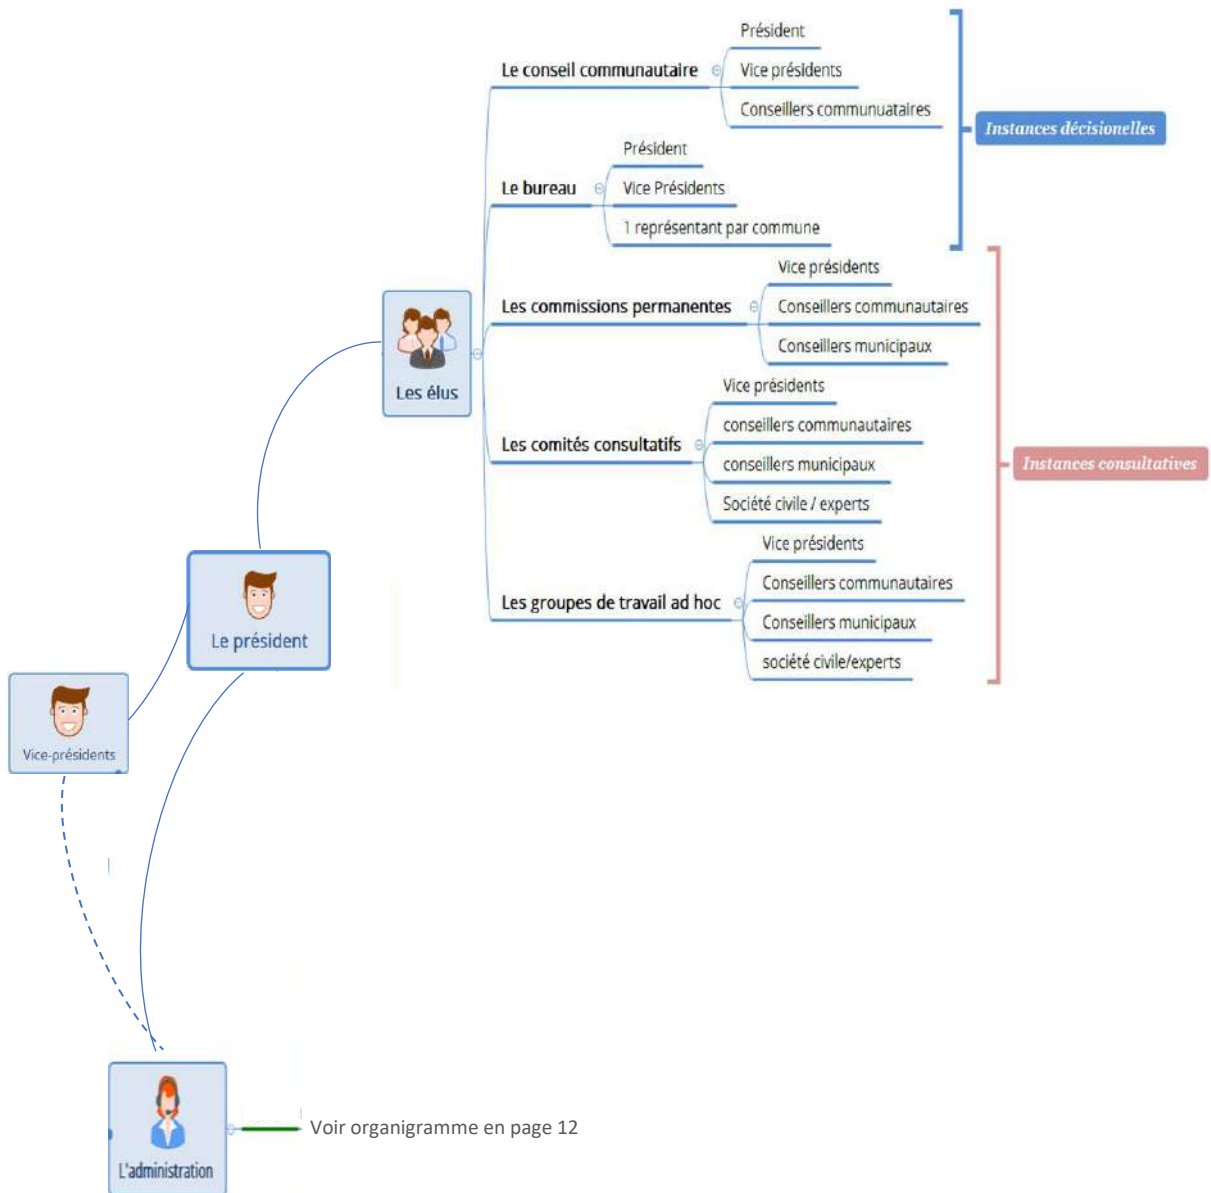 Président
Le conseil communautaire
Vice présidents
Conseillers communuataires
Instances décisionelles
Président
Le bureau
Vice Présidents
1 représentant par commune
Vice présidents
Les commissions permanentes
Conseillers communautaires
Conseillers municipaux
Les élus
Vice présidents
conseillers communautaires
Les comités consultatifs
conseillers municipaux
Société civile / experts
Instances consultatives
Vice présidents
Conseillers communautaires
Les groupes de travail ad hoc
Conseillers municipaux
société civile/experts
Le président
Vice-présidents
Voir organigramme en page 12
L'administration